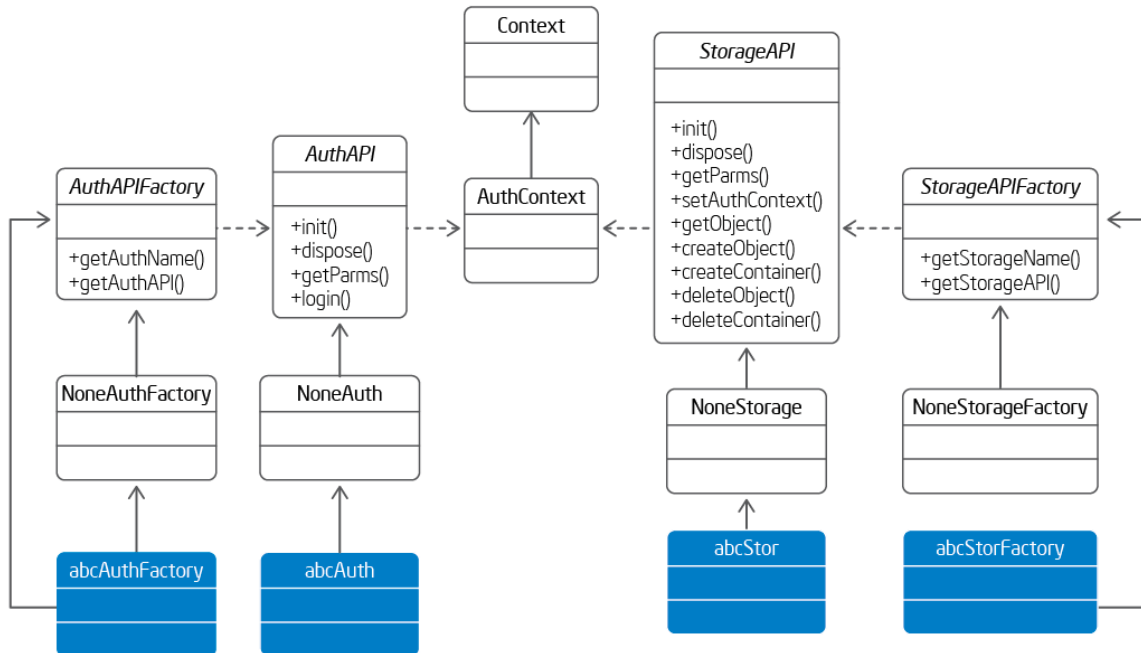 Context
StorageAPI
+init()
+dispose()
+getParms()
+setAuthContext()
+getObject()
+createObject()
+createContainer()
+deleteObject()
+deleteContainer()
AuthAPI
+init()
+dispose()
+getParms()
+login()
AuthAPIFactory
+getAuthName()
+getAuthAPI()
AuthContext
StorageAPIFactory
+getStorageName()
+getStorageAPI()
NoneAuthFactory
NoneAuth
NoneStorage
NoneStorageFactory
abcAuthFactory
abcAuth
abcStor
abcStorFactory